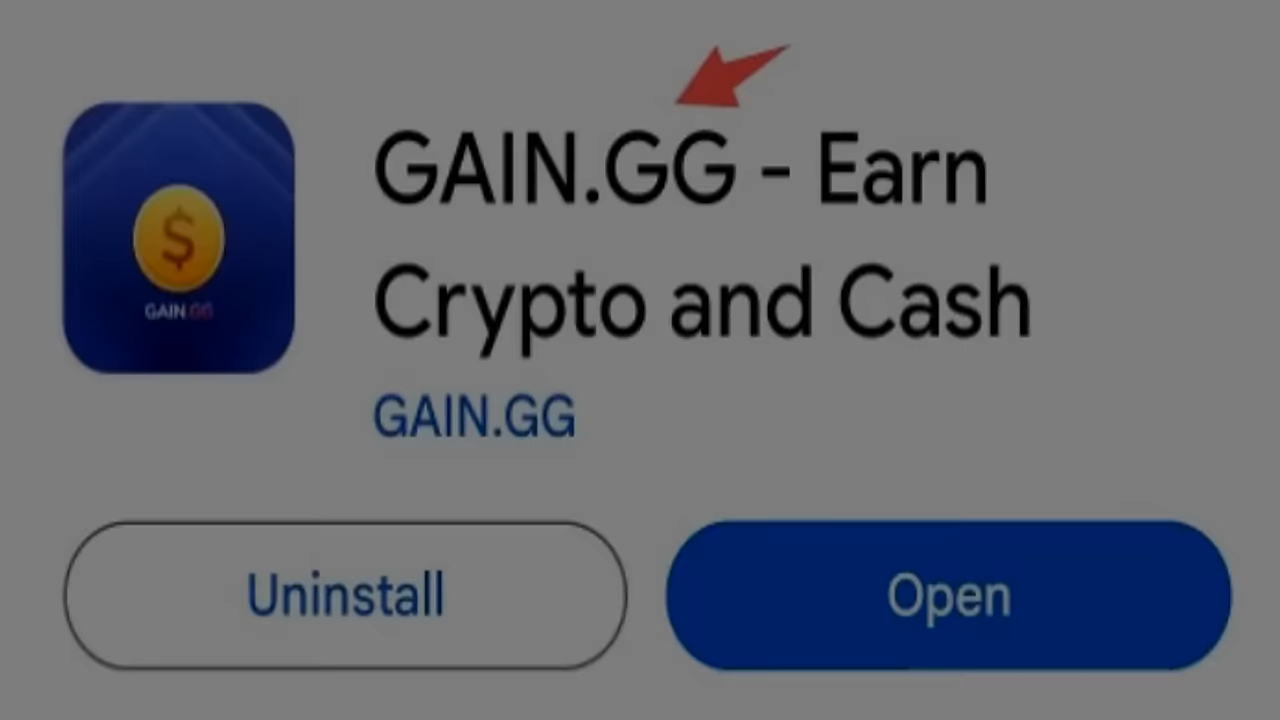 GAIN.GG - Earn
Crypto and Cash
GAIN.GG
$
GAIN.GG
Uninstall
Open